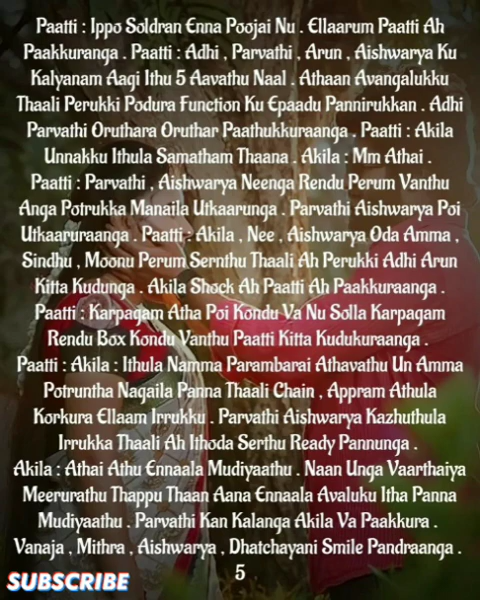 Paatti : Ippo Soldran Enna Poojai Nu . Ellaarum Paatti Ah
Paakkuranga . Paatti : Adhi , Parvathi , Arun , Aishwarya Ku
Kalyanam Aagi Ithu 5 Aavathu Naal . Athaan Avangalukku
Thaali Perukki Podura Function Ku Epaadu Pannirukkan . Adhi
Parvathi Oruthara Oruthar Paathukkuraanga . Paatti : Akila
Unnakku Ithula Samatham Thaana . Akila : Mm Athai .
Paatti : Parvathi , Aishwarya Neenga Rendu Perum Vanthu
Anga Potrukka Manaila Utkaarunga . Parvathi Aishwarya Poi
Utkaaruraanga . Paatti : Akila , Nee , Aishwarya Oda Amma ,
Sindhu , Moonu Perum Sernthu Thaali Ah Perukki Adhi Arun
Kitta Kudunga . Akila Shock Ah Paatti Ah Paakkuraanga .
Paatti : Karpagam Atha Poi Kondu Va Nu Solla Karpagam
Rendu Box Kondu Vanthu Paatti Kitta Kudukuraanga .
Paatti : Akila : Ithula Namma Parambarai Athavathu Un Amma
Potruntha Nagaila Panna Thaali Chain , Appram Athula
Korkura Ellaam Irrukku . Parvathi Aishwarya Kazhuthula
Irrukka Thaali Ah Ithoda Serthu Ready Pannunga .
Akila : Athai Athu Ennaala Mudiyaathu . Naan Unga Vaarthaiya
Meerurathu Thappu Thaan Aana Ennaala Avaluku Itha Panna
Mudiyaathu . Parvathi Kan Kalanga Akila Va Paakkura .
Vanaja , Mithra , Aishwarya , Dhatchayani Smile Pandraanga .
5
SUBSCRIBE